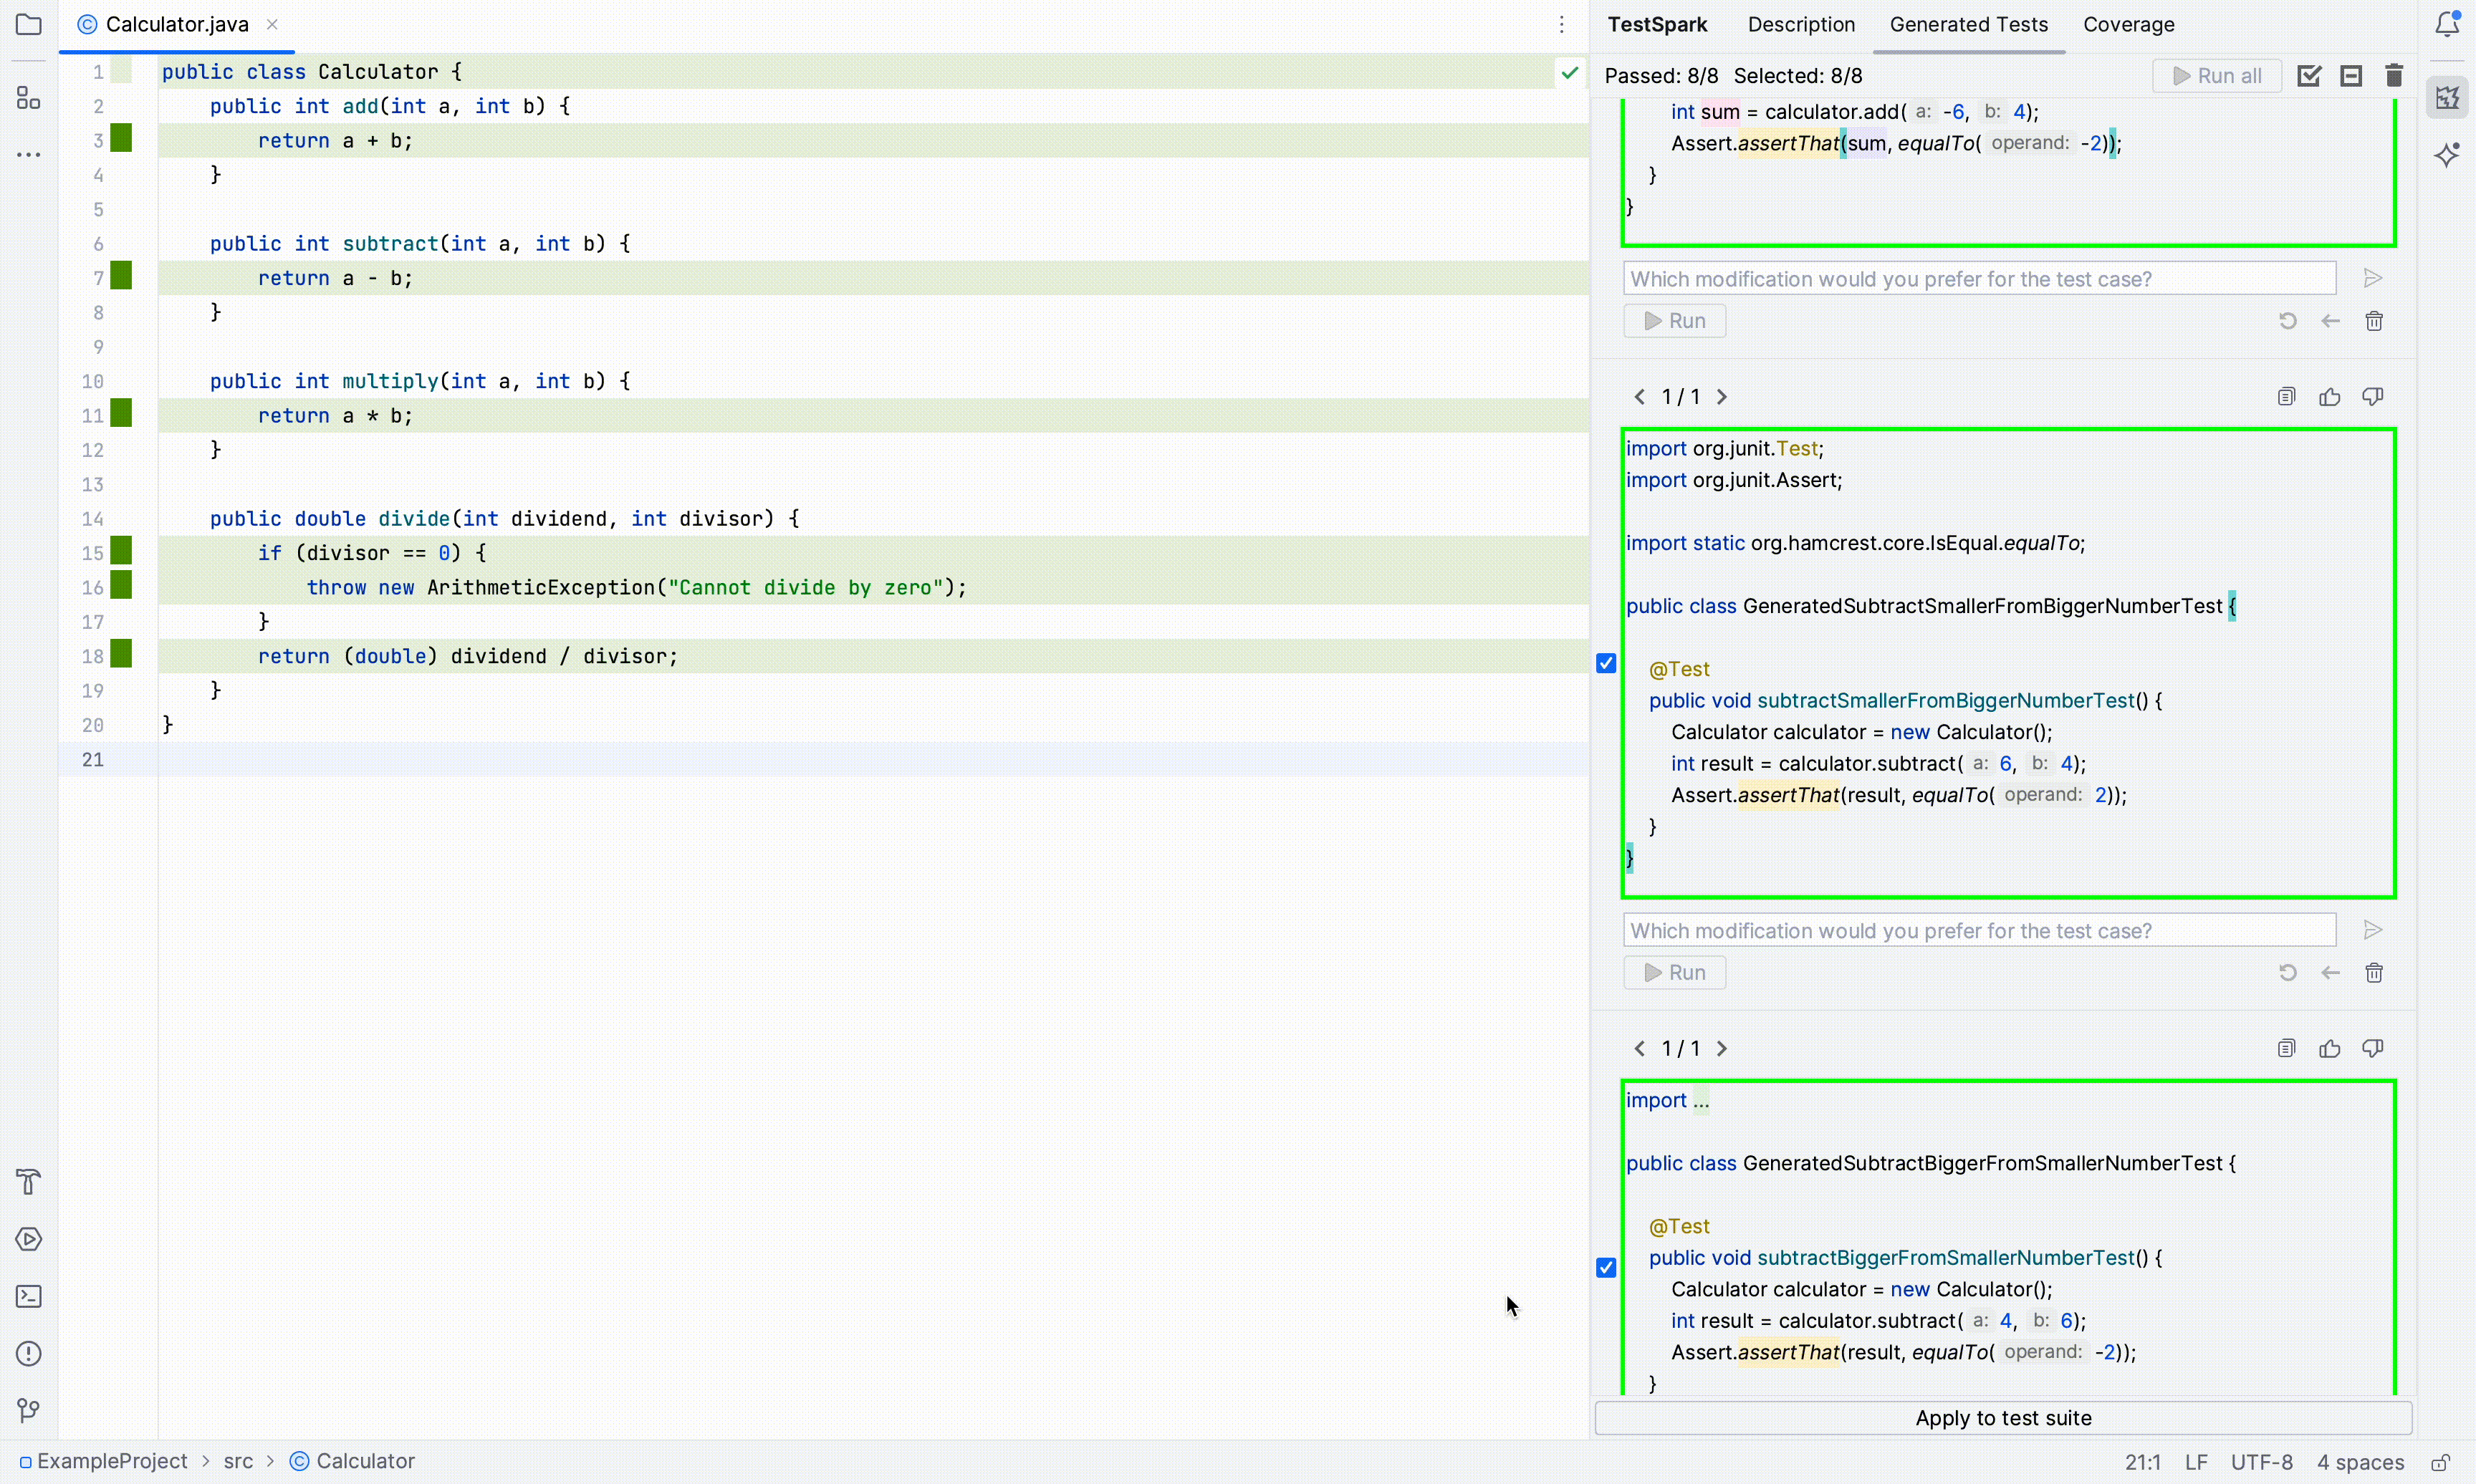 Calculator.java
1 public class Calculator {
2     public int add(int a, int b) {
3         return a + b;
4     }
5
6     public int subtract(int a, int b) {
7         return a - b;
8     }
9
10     public int multiply(int a, int b) {
11         return a * b;
12     }
13
14     public double divide(int dividend, int divisor) {
15         if (divisor == 0) {
16             throw new ArithmeticException("Cannot divide by zero");
17         }
18         return (double) dividend / divisor;
19     }
20 }
21
TestSpark Description Generated Tests Coverage
Passed: 8/8 Selected: 8/8 Run all
int sum = calculator.add( a: -6, b: 4);
Assert.assertThat(sum, equalTo( operand: -2));
}
}
Which modification would you prefer for the test case?
Run
1 / 1
import org.junit.Test;
import org.junit.Assert;
import static org.hamcrest.core.IsEqual.equalTo;
public class GeneratedSubtractSmallerFromBiggerNumberTest {
@Test
public void subtractSmallerFromBiggerNumberTest() {
Calculator calculator = new Calculator();
int result = calculator.subtract( a: 6, b: 4);
Assert.assertThat(result, equalTo( operand: 2));
}
}
Which modification would you prefer for the test case?
Run
1 / 1
import ...
public class GeneratedSubtractBiggerFromSmallerNumberTest {
@Test
public void subtractBiggerFromSmallerNumberTest() {
Calculator calculator = new Calculator();
int result = calculator.subtract( a: 4, b: 6);
Assert.assertThat(result, equalTo( operand: -2));
}
Apply to test suite
ExampleProject > src > Calculator
21:1 LF UTF-8 4 spaces